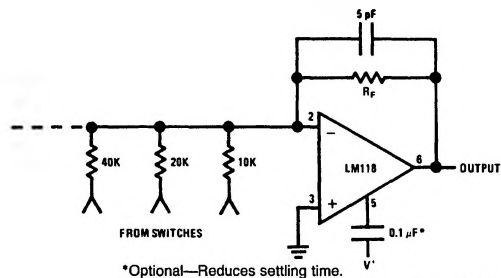 5 pF
RF
2
−
40K
20K
10K
LM118
6
OUTPUT
3
+
5
FROM SWITCHES
0.1 μF*
V+
*Optional—Reduces settling time.